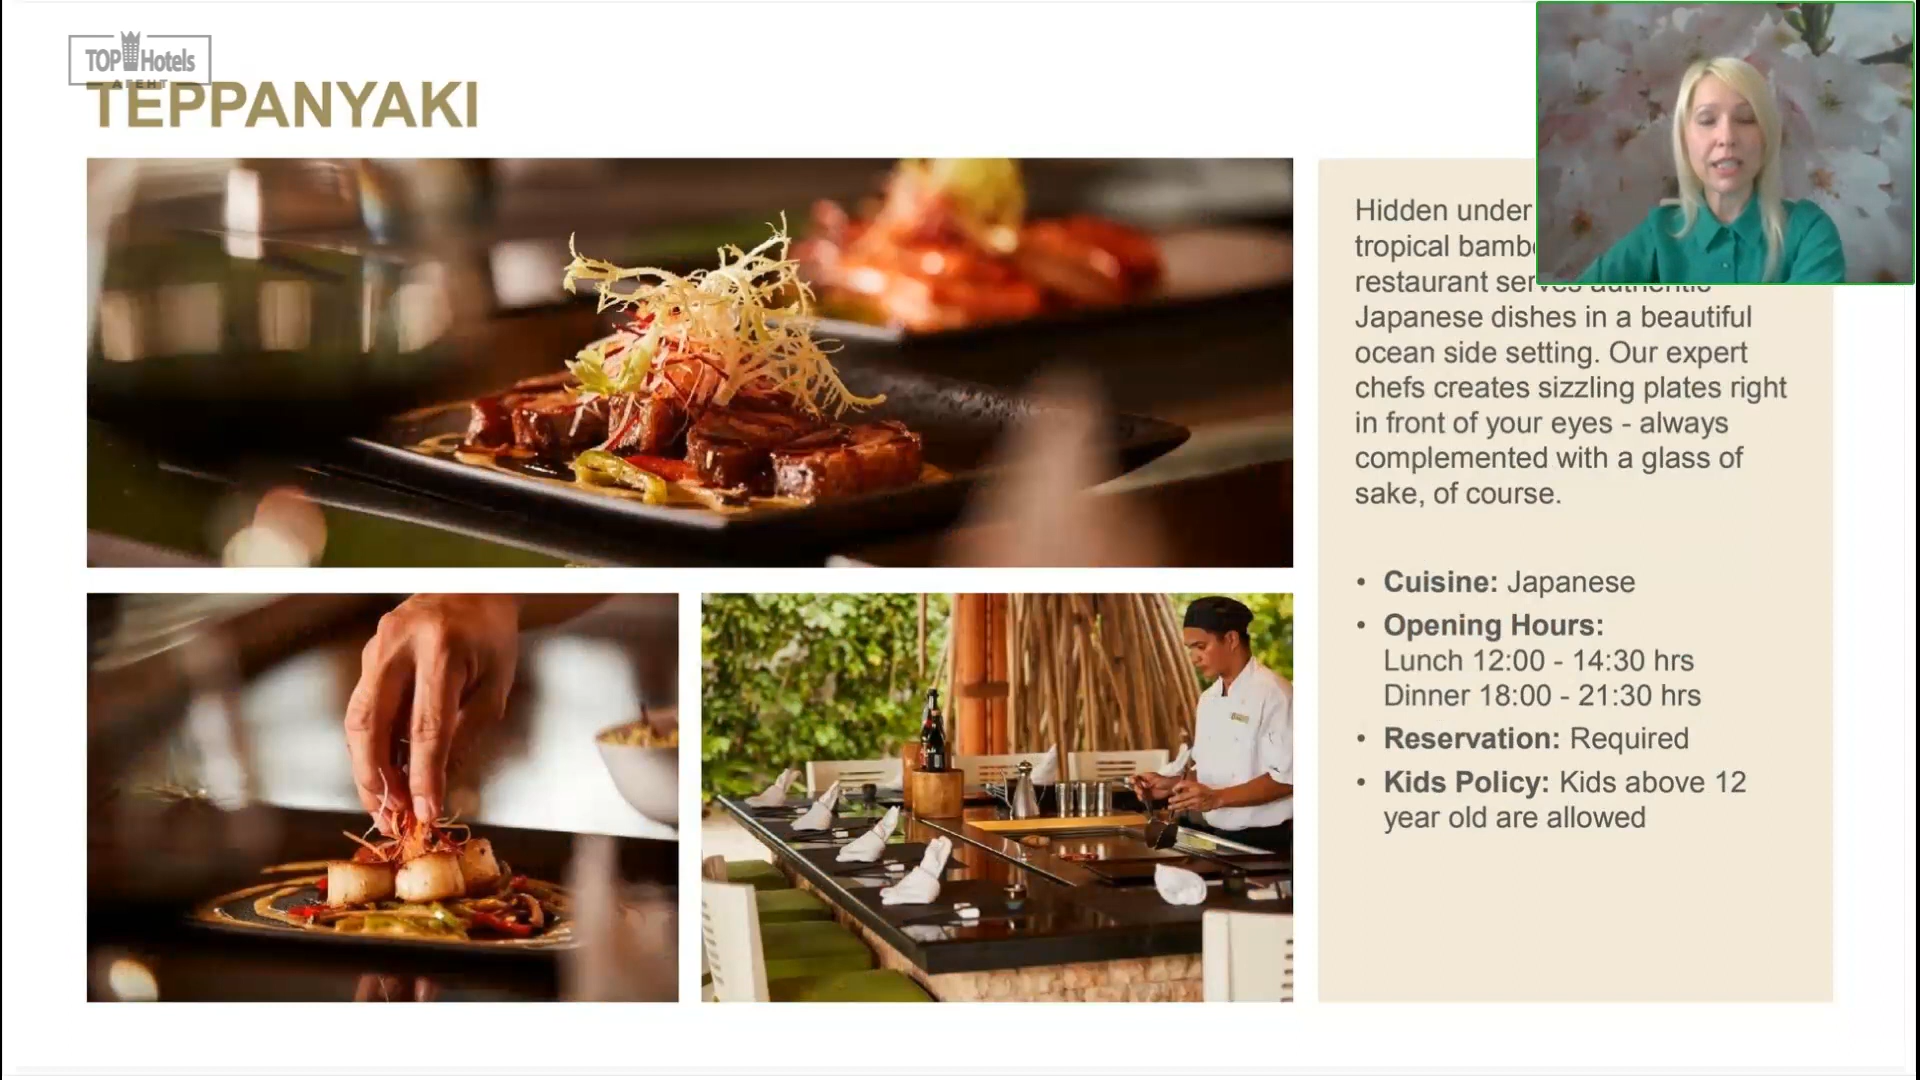 TOP Hotels
АГЕНТ
TEPPANYAKI
Hidden under
tropical
restaurant serves authentic
Japanese dishes in a beautiful
ocean side setting. Our expert
chefs creates sizzling plates right
in front of your eyes - always
complemented with a glass of
sake, of course.
• Cuisine: Japanese
• Opening Hours:
Lunch 12:00 - 14:30 hrs
Dinner 18:00 - 21:30 hrs
• Reservation: Required
• Kids Policy: Kids above 12
year old are allowed